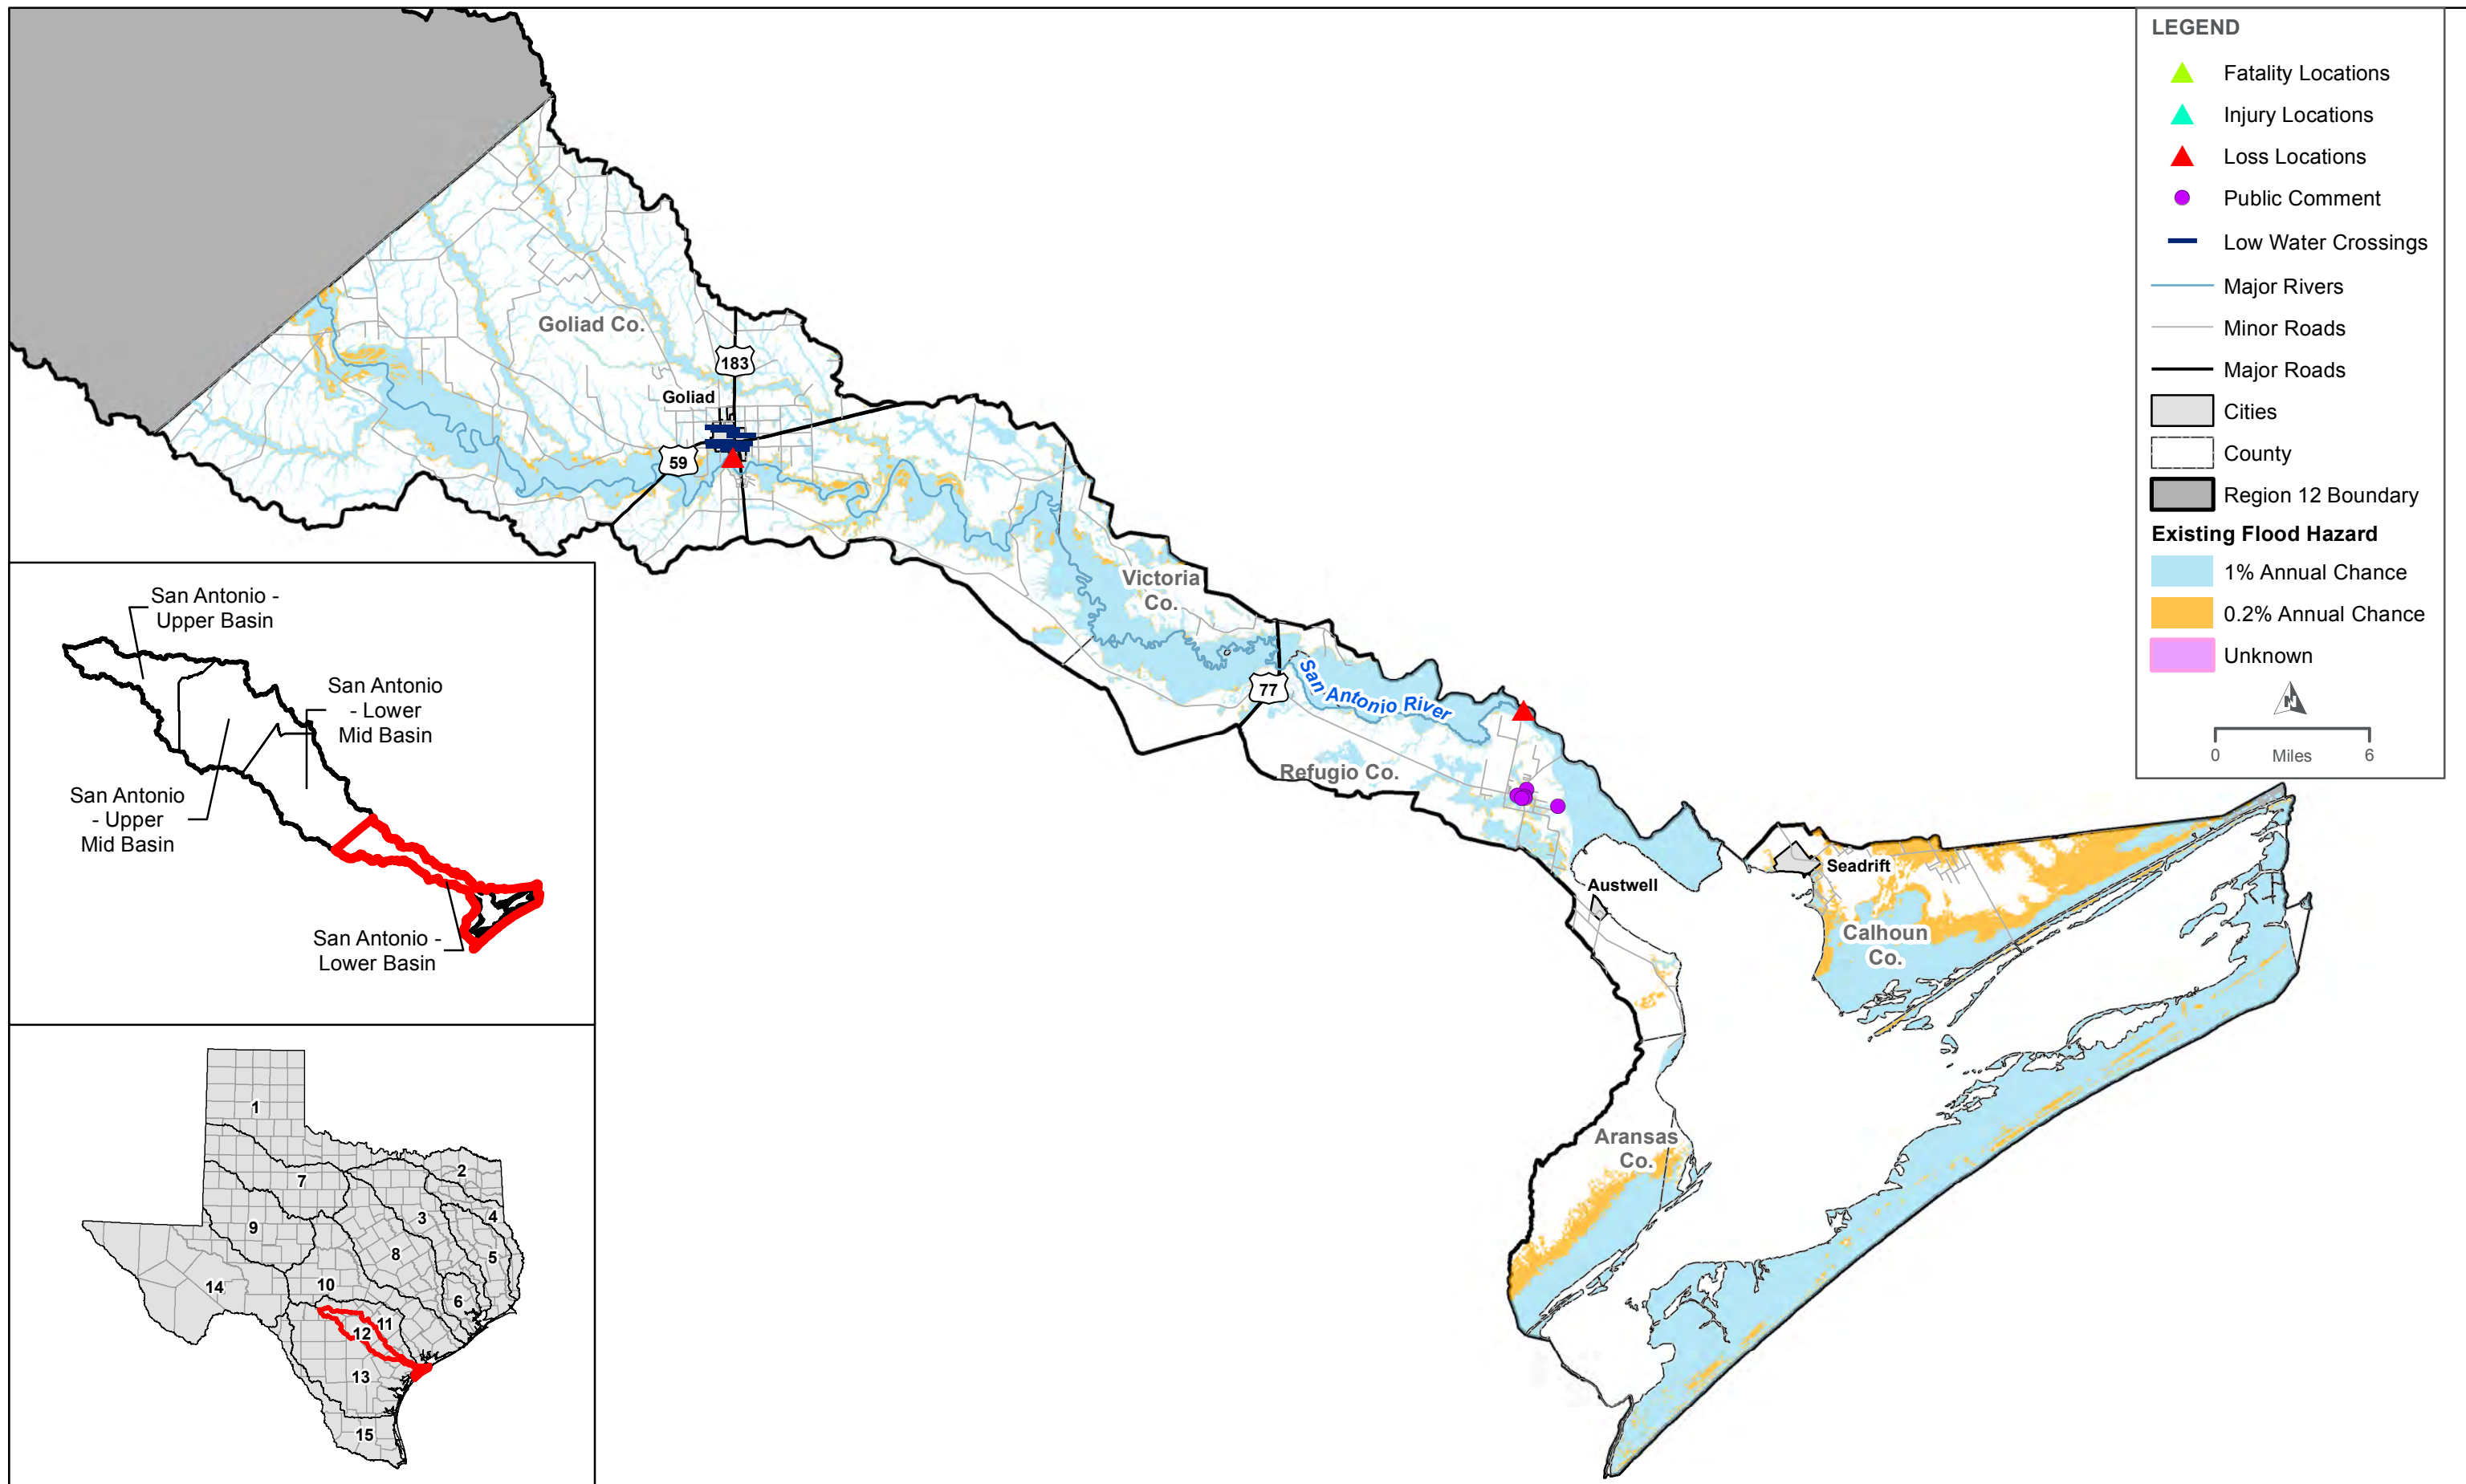 LEGEND
Fatality Locations
Injury Locations
Loss Locations
Public Comment
Low Water Crossings
Major Rivers
Minor Roads
Major Roads
Cities
County
Region 12 Boundary
Existing Flood Hazard
1% Annual Chance
0.2% Annual Chance
Unknown
N
0
Miles
6
Goliad Co.
183
Goliad
59
Victoria
Co.
77
San Antonio River
Refugio Co.
Austwell
Seadrift
Calhoun
Co.
Aransas
Co.
San Antonio -
Upper Basin
San Antonio
- Lower
Mid Basin
San Antonio
- Upper
Mid Basin
San Antonio -
Lower Basin
1
2
7
3
4
9
8
5
14
10
6
11
12
13
15